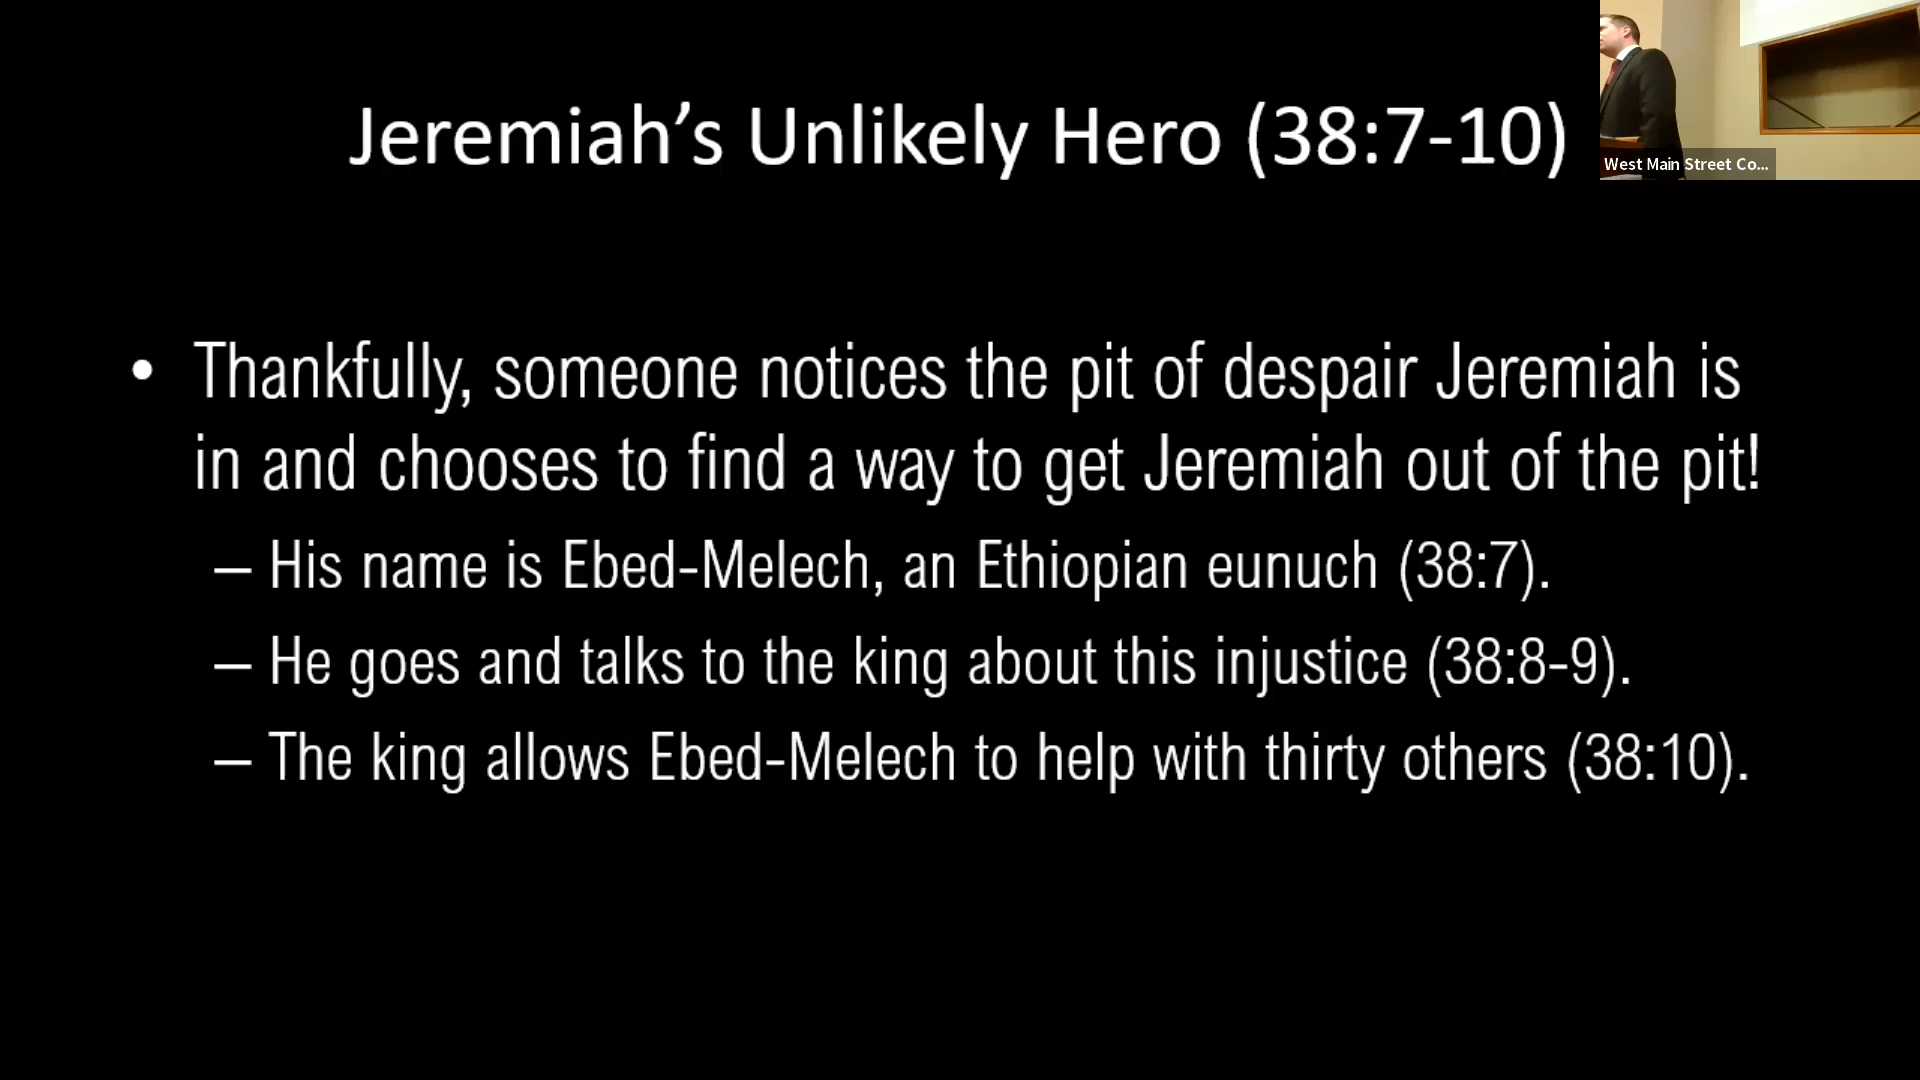 Jeremiah’s Unlikely Hero (38:7-10)
West Main Street Co...
• Thankfully, someone notices the pit of despair Jeremiah is
in and chooses to find a way to get Jeremiah out of the pit!
– His name is Ebed-Melech, an Ethiopian eunuch (38:7).
– He goes and talks to the king about this injustice (38:8-9).
– The king allows Ebed-Melech to help with thirty others (38:10).